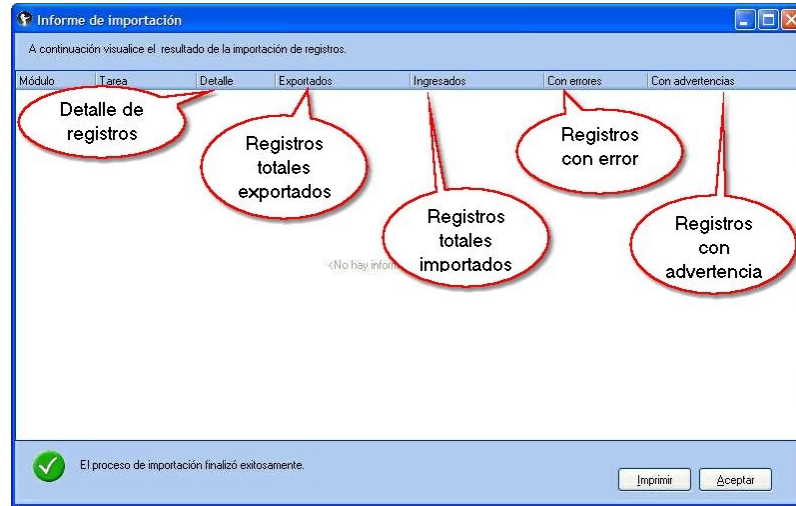 Informe de importación
A continuación visualice el resultado de la importación de registros.
Módulo Tarea Detalle Exportados Ingresados Con errores Con advertencias
Detalle de
registros
Registros
totales
exportados
Registros
totales
importados
Registros
con error
Registros
con
advertencia
<No hay
El proceso de importación finalizó exitosamente.
Imprimir Aceptar